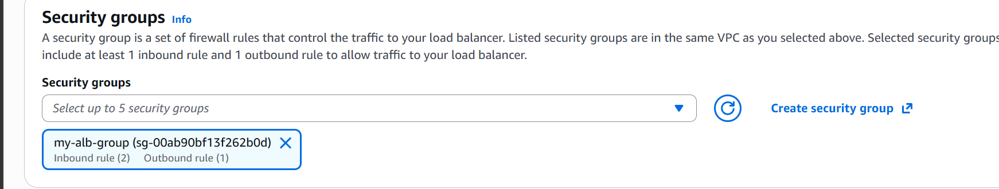 Security groups Info
A security group is a set of firewall rules that control the traffic to your load balancer. Listed security groups are in the same VPC as you selected above. Selected security groups
include at least 1 inbound rule and 1 outbound rule to allow traffic to your load balancer.
Security groups
Select up to 5 security groups
Create security group
my-alb-group (sg-00ab90bf13f262b0d)
Inbound rule (2) Outbound rule (1)